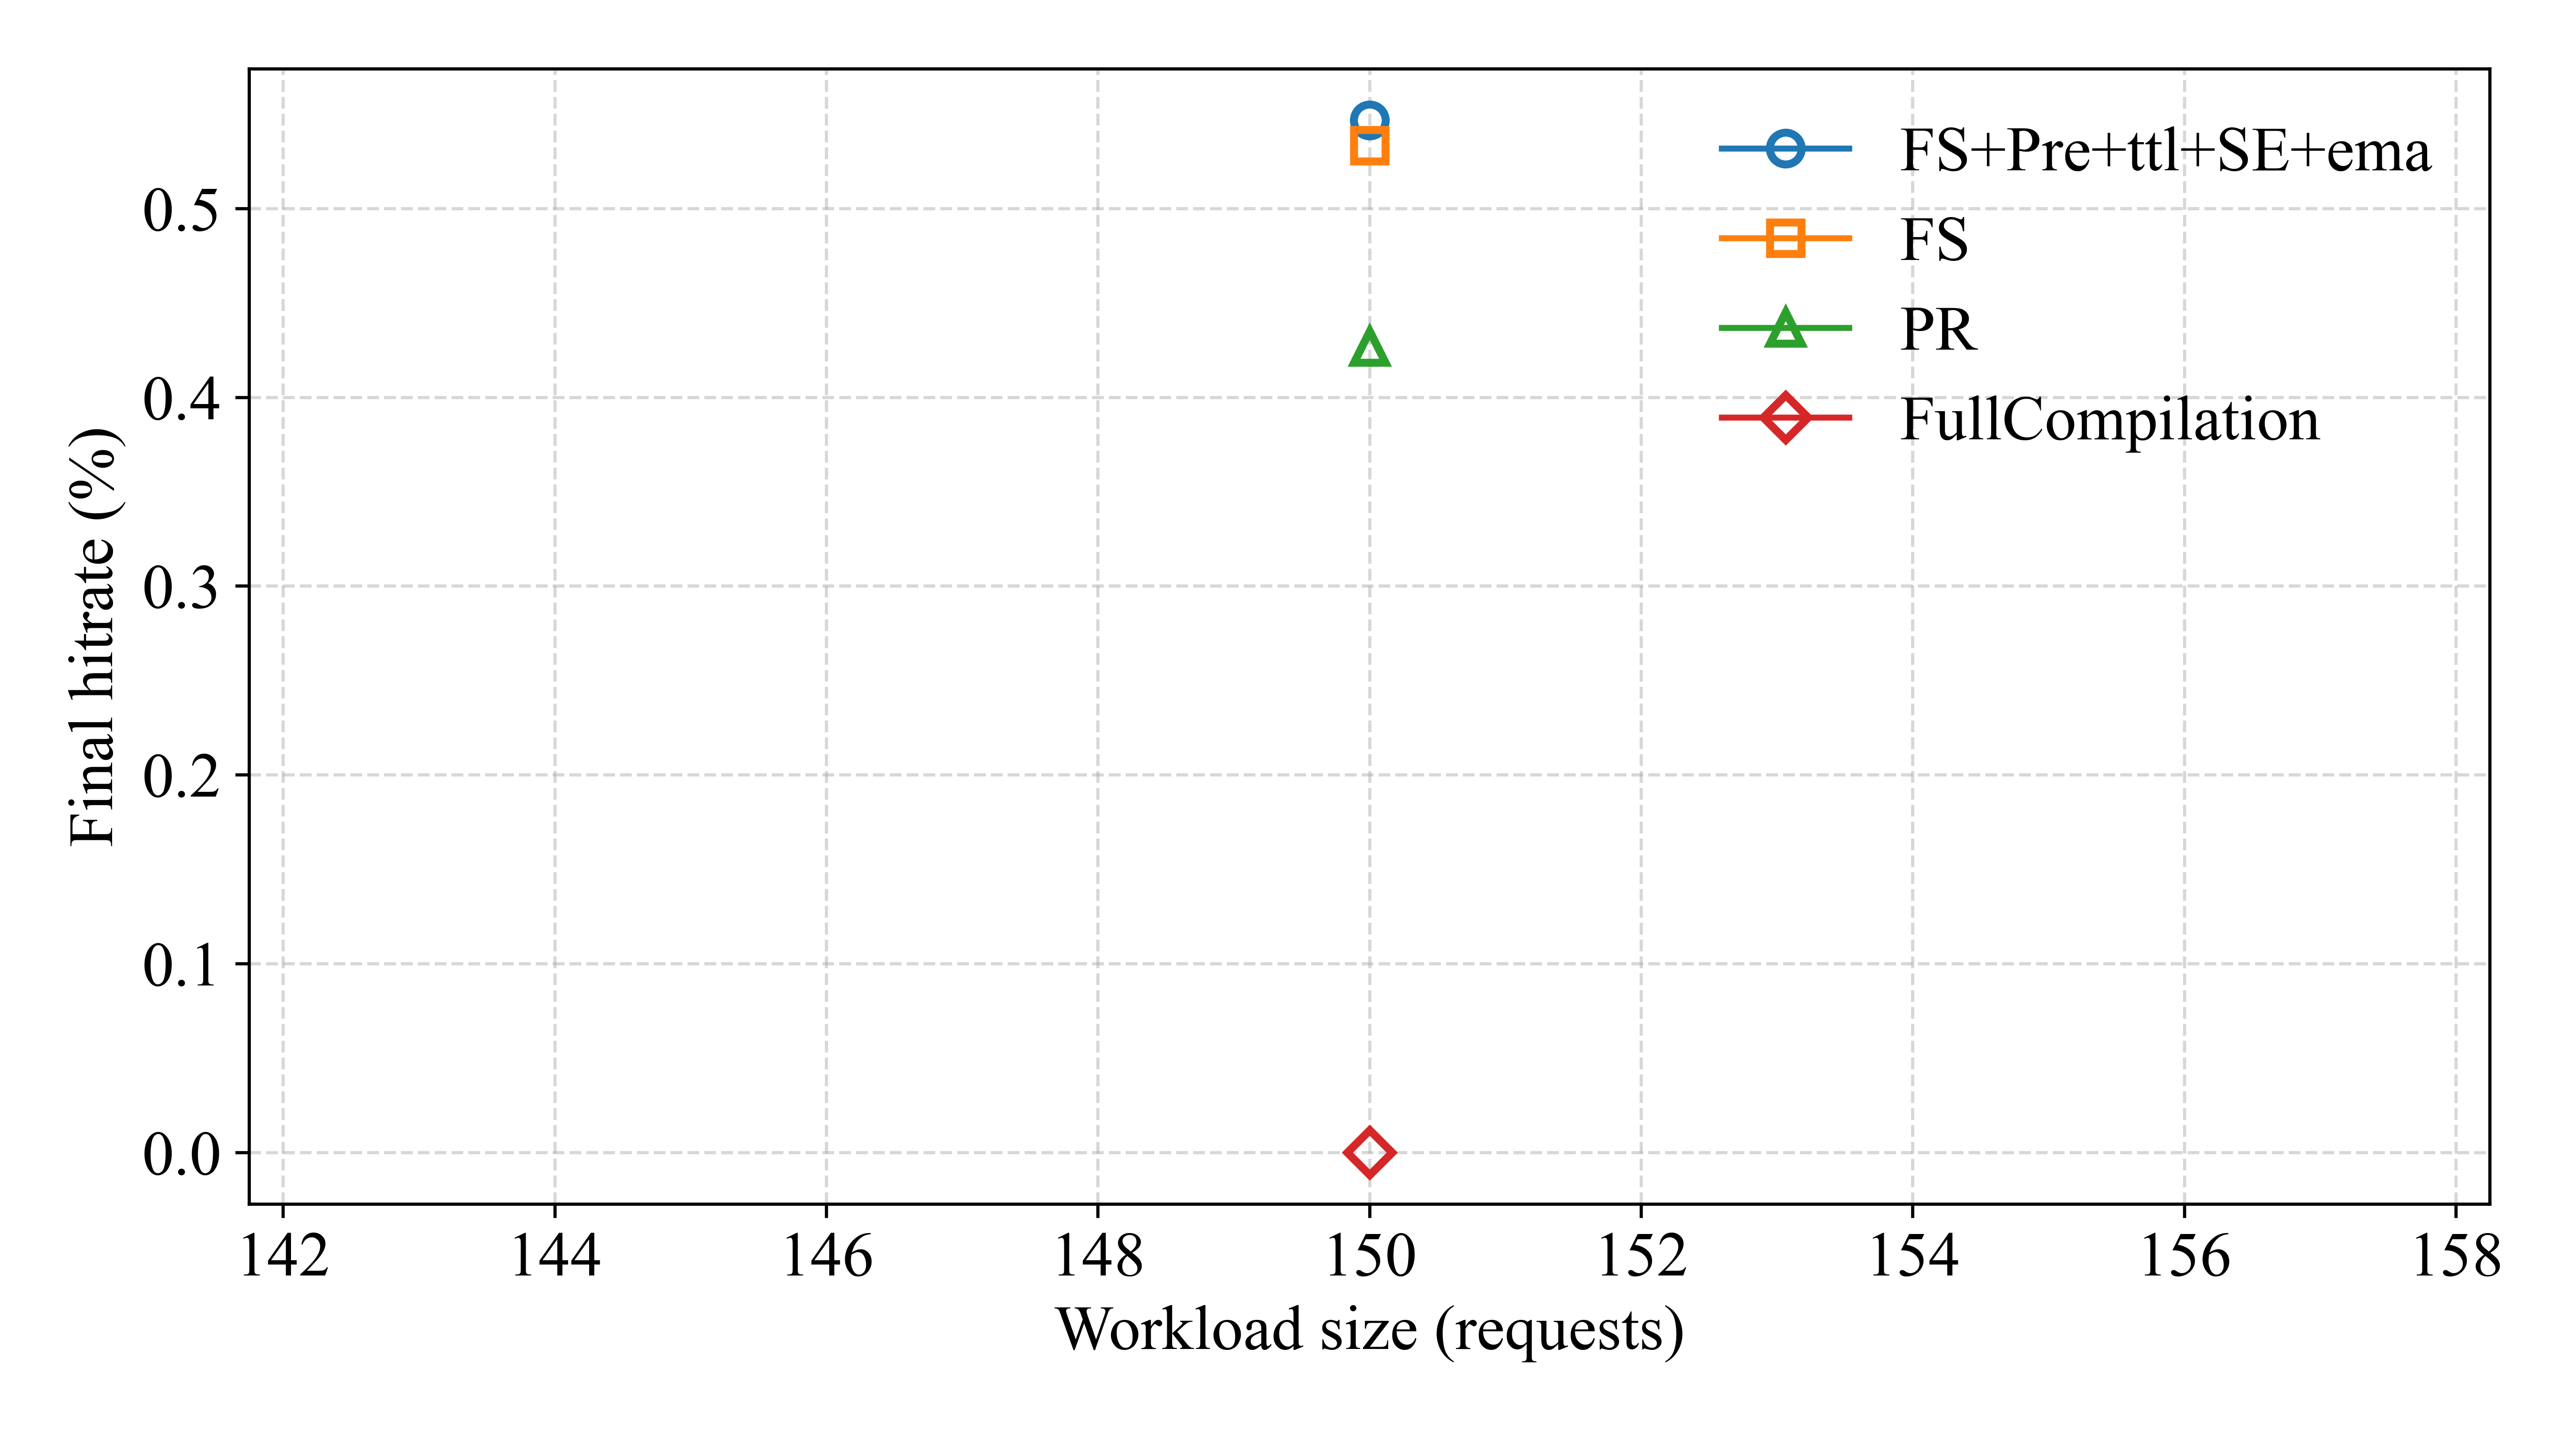 FS+Pre+ttl+SE+ema
FS
PR
FullCompilation
Final hitrate (%)
0.5
0.4
0.3
0.2
0.1
0.0
142 144 146 148 150 152 154 156 158
Workload size (requests)